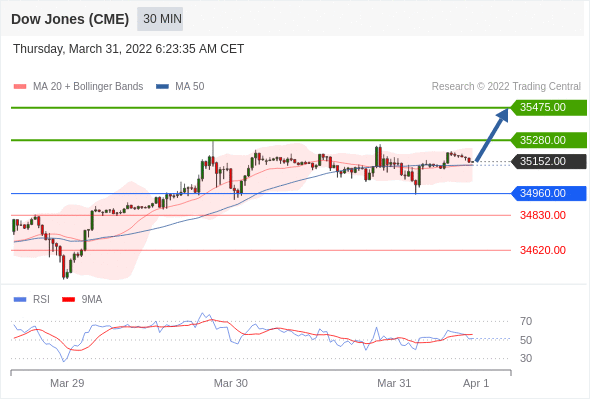 Dow Jones (CME) 30 MIN
Thursday, March 31, 2022 6:23:35 AM CET
MA 20 + Bollinger Bands MA 50 Research © 2022 Trading Central
35475.00
35280.00
35152.00
34960.00
34830.00
34620.00
RSI 9MA
70
50
30
Mar 29 Mar 30 Mar 31 Apr 1